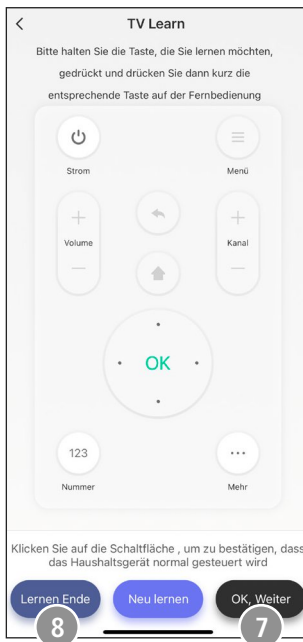 TV Learn
Bitte halten Sie die Taste, die Sie lernen möchten,
gedrückt und drücken Sie dann kurz die
entsprechende Taste auf der Fernbedienung
Strom
Menü
+ +
Volume
Kanal
— —
OK
123
...
Nummer
Mehr
Klicken Sie auf die Schaltfläche , um zu bestätigen, dass
das Haushaltsgerät normal gesteuert wird
Lernen Ende
Neu lernen
OK, Weiter
8
7